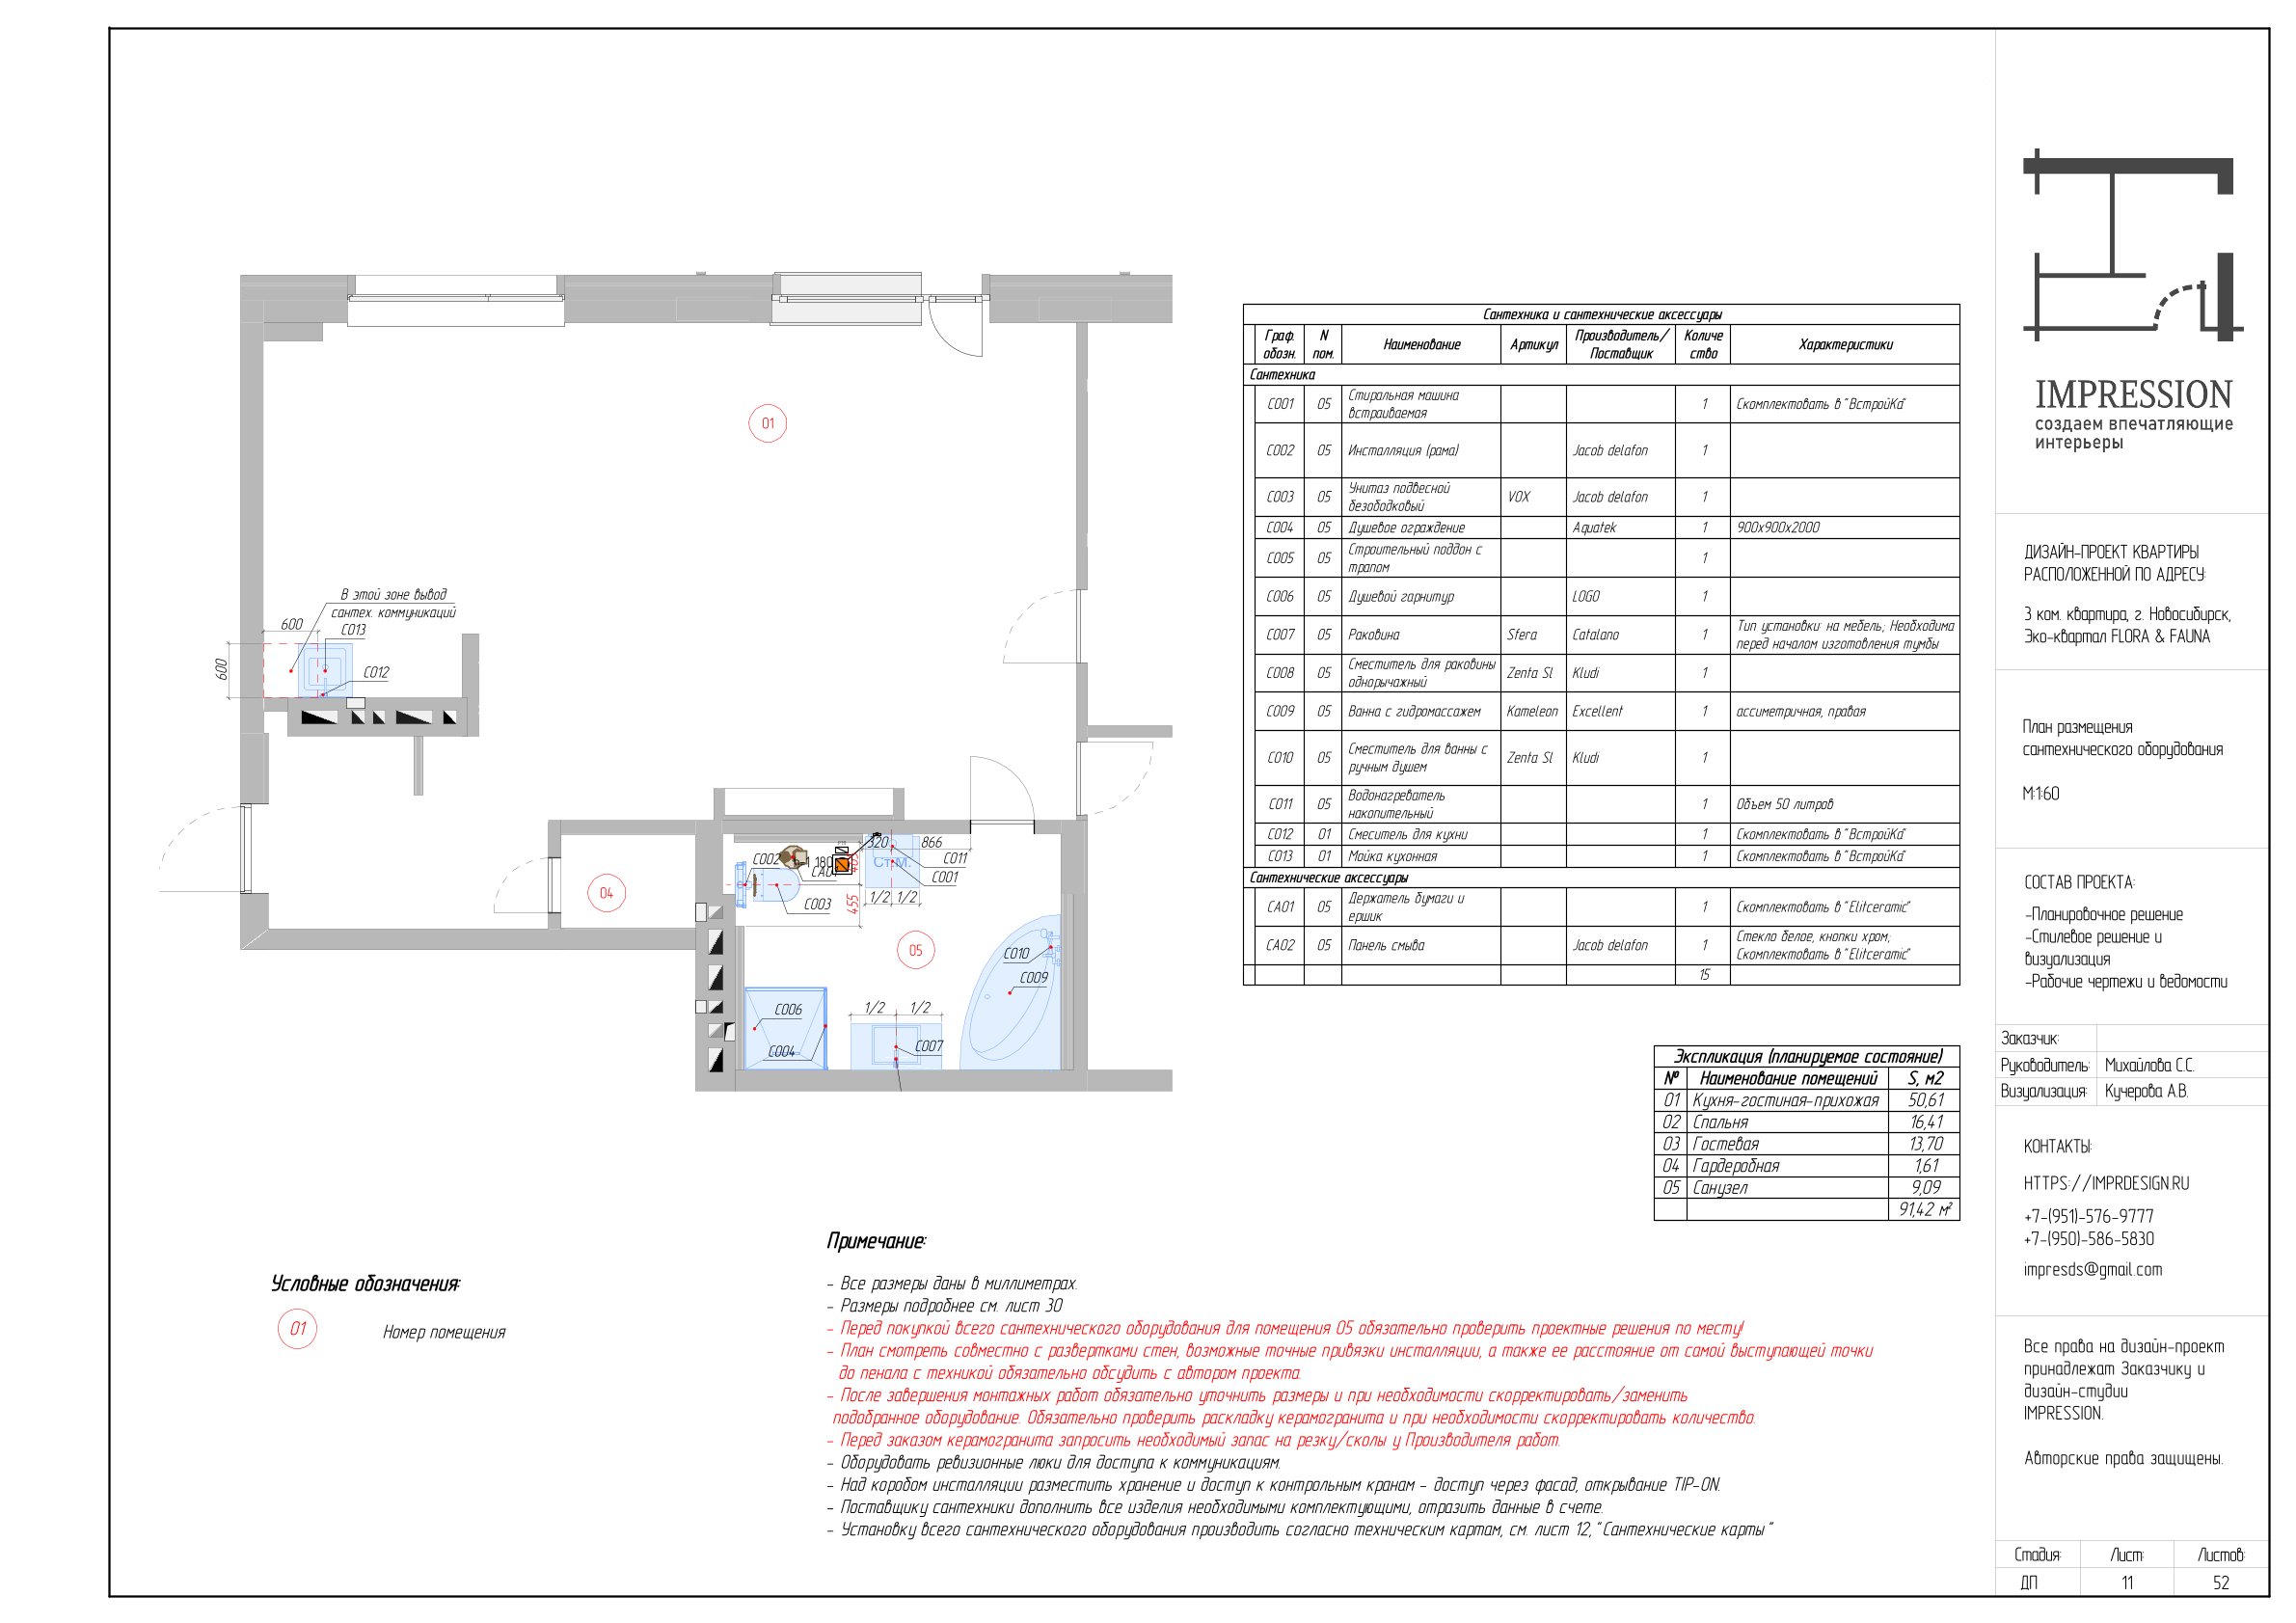 01
В этой зоне вывод
сантех. коммуникаций
600
С013
600
С012
04
С002
h=1 180
СА01
320
866
Ст.М.
С011
С001
1/2
1/2
455
С003
05
С010
С009
С006
С004
1/2
1/2
С007
Сантехника и сантехнические аксессуары
Граф. обозн. N пом. Наименование Артикул Производитель/Поставщик Количе ство Характеристики
Сантехника
С001 05 Стиральная машина встраиваемая 1 Скомплектовать в "ВстройКа"
С002 05 Инсталляция (рама) Jacob delafon 1
С003 05 Унитаз подвесной безободковый VOX Jacob delafon 1
С004 05 Душевое ограждение Aquatek 1 900x900x2000
С005 05 Строительный поддон с трапом 1
С006 05 Душевой гарнитур LOGO 1
С007 05 Раковина Sfera Catalano 1 Тип установки: на мебель; Необходима перед началом изготовления тумбы
С008 05 Сместитель для раковины однорычажный Zenta Sl Kludi 1
С009 05 Ванна с гидромассажем Kameleon Excellent 1 ассиметричная, правая
С010 05 Сместитель для ванны с ручным душем Zenta Sl Kludi 1
С011 05 Водонагреватель накопительный 1 Объем 50 литров
С012 01 Смеситель для кухни 1 Скомплектовать в "ВстройКа"
С013 01 Мойка кухонная 1 Скомплектовать в "ВстройКа"
Сантехнические аксессуары
СА01 05 Держатель бумаги и ершик 1 Скомплектовать в "Elitceramic"
СА02 05 Панель смыва Jacob delafon 1 Стекло белое, кнопки хром; Скомплектовать в "Elitceramic"
15
Экспликация (планируемое состояние)
№ Наименование помещений S, м2
01 Кухня-гостиная-прихожая 50,61
02 Спальня 16,41
03 Гостевая 13,70
04 Гардеробная 1,61
05 Санузел 9,09
91,42 м²
Условные обозначения:
01 Номер помещения
Примечание:
- Все размеры даны в миллиметрах.
- Размеры подробнее см. лист 30
- Перед покупкой всего сантехнического оборудования для помещения 05 обязательно проверить проектные решения по месту!
- План смотреть совместно с развертками стен, возможные точные привязки инсталляции, а также ее расстояние от самой выступающей точки
до пенала с техникой обязательно обсудить с автором проекта.
- После завершения монтажных работ обязательно уточнить размеры и при необходимости скорректировать/заменить
подобранное оборудование. Обязательно проверить раскладку керамогранита и при необходимости скорректировать количество.
- Перед заказом керамогранита запросить необходимый запас на резку/сколы у Производителя работ.
- Оборудовать ревизионные люки для доступа к коммуникациям.
- Над коробом инсталляции разместить хранение и доступ к контрольным кранам - доступ через фасад, открывание TIP-ON.
- Поставщику сантехники дополнить все изделия необходимыми комплектующими, отразить данные в счете.
- Установку всего сантехнического оборудования производить согласно техническим картам, см. лист 12, "Сантехнические карты"
IMPRESSION
создаем впечатляющие
интерьеры
ДИЗАЙН-ПРОЕКТ КВАРТИРЫ
РАСПОЛОЖЕННОЙ ПО АДРЕСУ:
3 ком. квартира, г. Новосибирск,
Эко-квартал FLORA & FAUNA
План размещения
сантехнического оборудования
М:1:60
СОСТАВ ПРОЕКТА:
-Планировочное решение
-Стилевое решение и
визуализация
-Рабочие чертежи и ведомости
Заказчик:
Руководитель: Михайлова С.С.
Визуализация: Кучерова А.В.
КОНТАКТЫ:
HTTPS://IMPRDESIGN.RU
+7-(951)-576-9777
+7-(950)-586-5830
impresds@gmail.com
Все права на дизайн-проект
принадлежат Заказчику и
дизайн-студии
IMPRESSION.
Авторские права защищены.
Стадия: Лист: Листов:
ДП 11 52